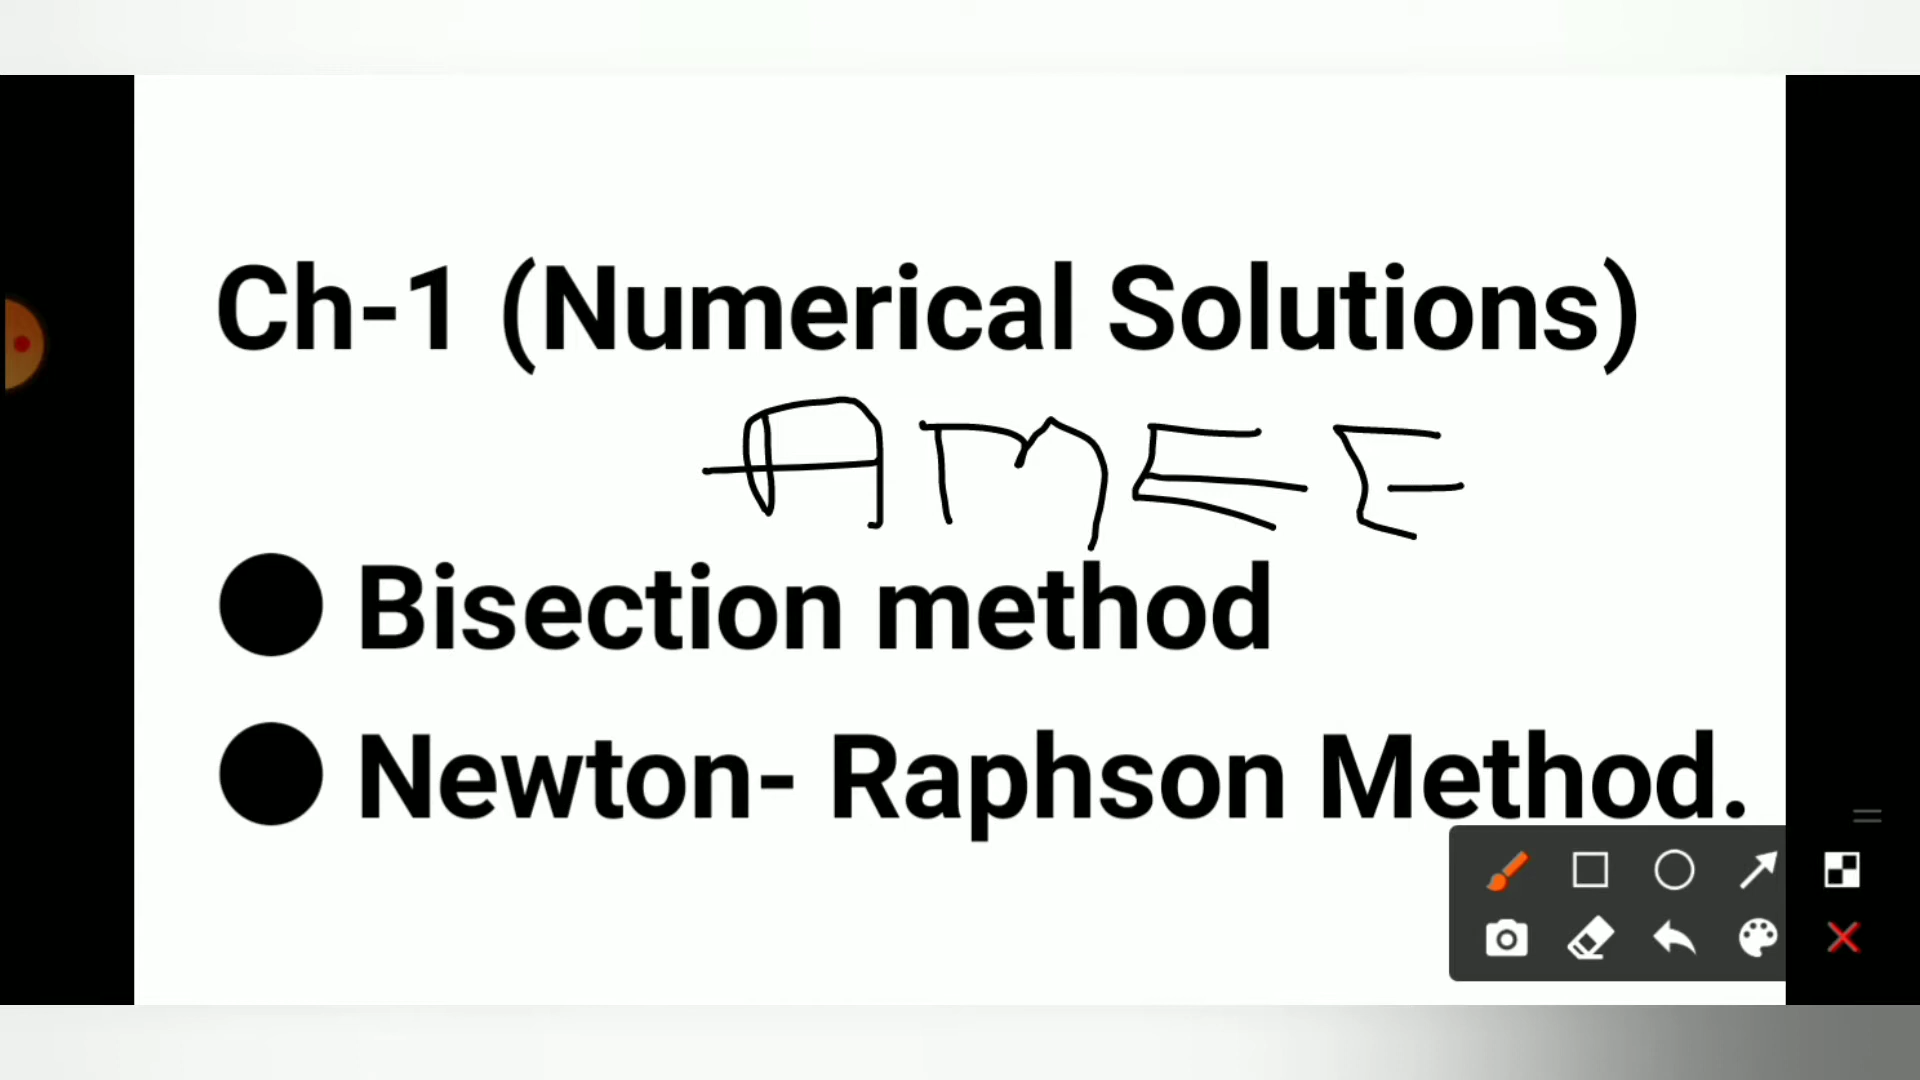 Ch-1 (Numerical Solutions)
AMEE
● Bisection method
● Newton- Raphson Method.